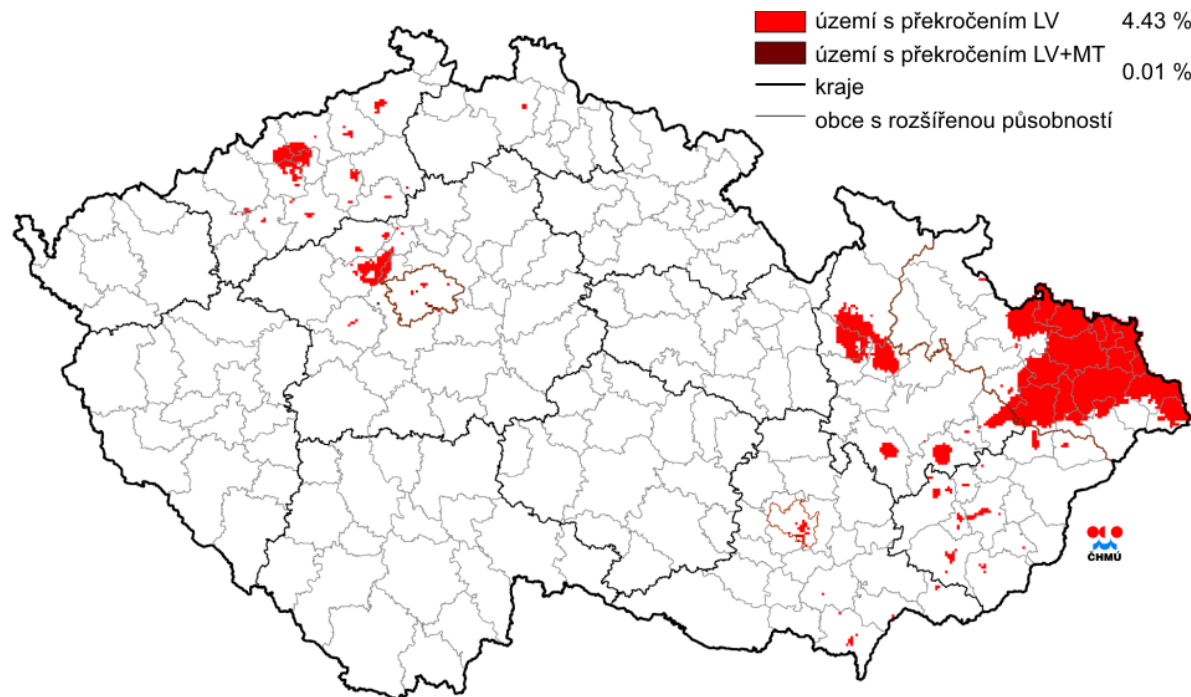 území s překročením LV 4.43 %
území s překročením LV+MT
0.01 %
kraje
obce s rozšířenou působností
ČHMÚ